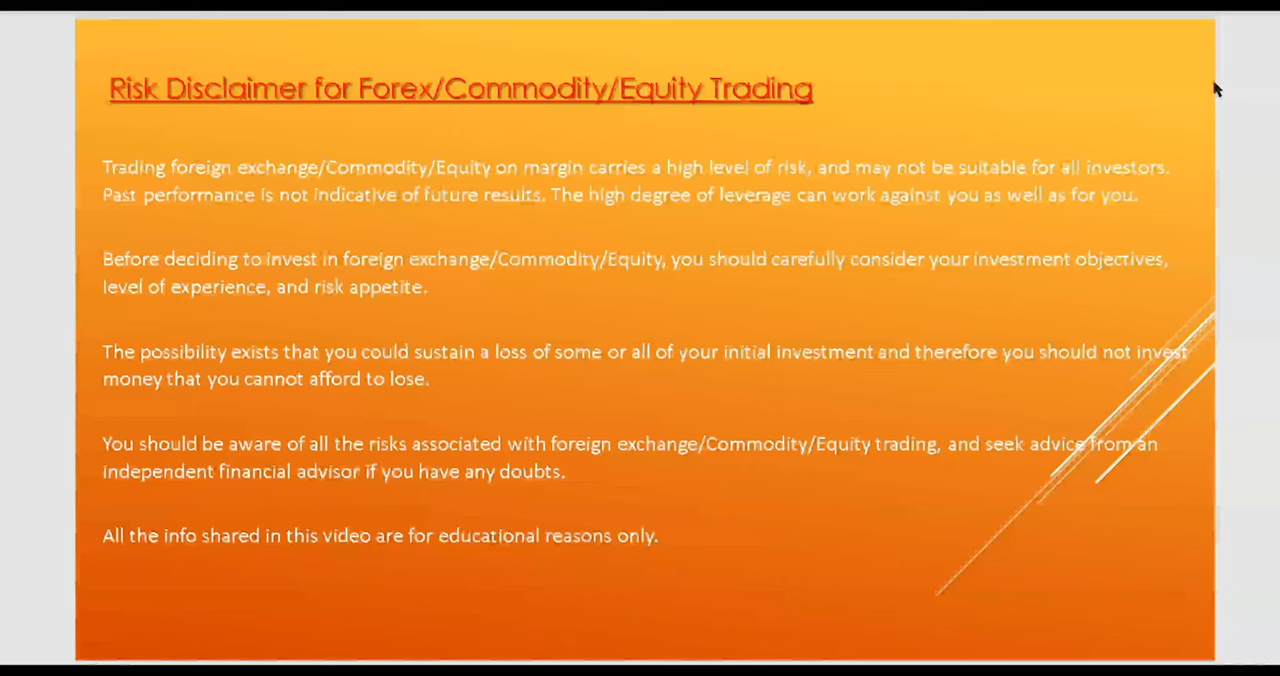 Risk Disclaimer for Forex/Commodity/Equity Trading
Trading foreign exchange/Commodity/Equity on margin carries a high level of risk, and may not be suitable for all investors.
Past performance is not indicative of future results. The high degree of leverage can work against you as well as for you.
Before deciding to invest in foreign exchange/Commodity/Equity, you should carefully consider your investment objectives,
level of experience, and risk appetite.
The possibility exists that you could sustain a loss of some or all of your initial investment and therefore you should not invest
money that you cannot afford to lose.
You should be aware of all the risks associated with foreign exchange/Commodity/Equity trading, and seek advice from an
independent financial advisor if you have any doubts.
All the info shared in this video are for educational reasons only.